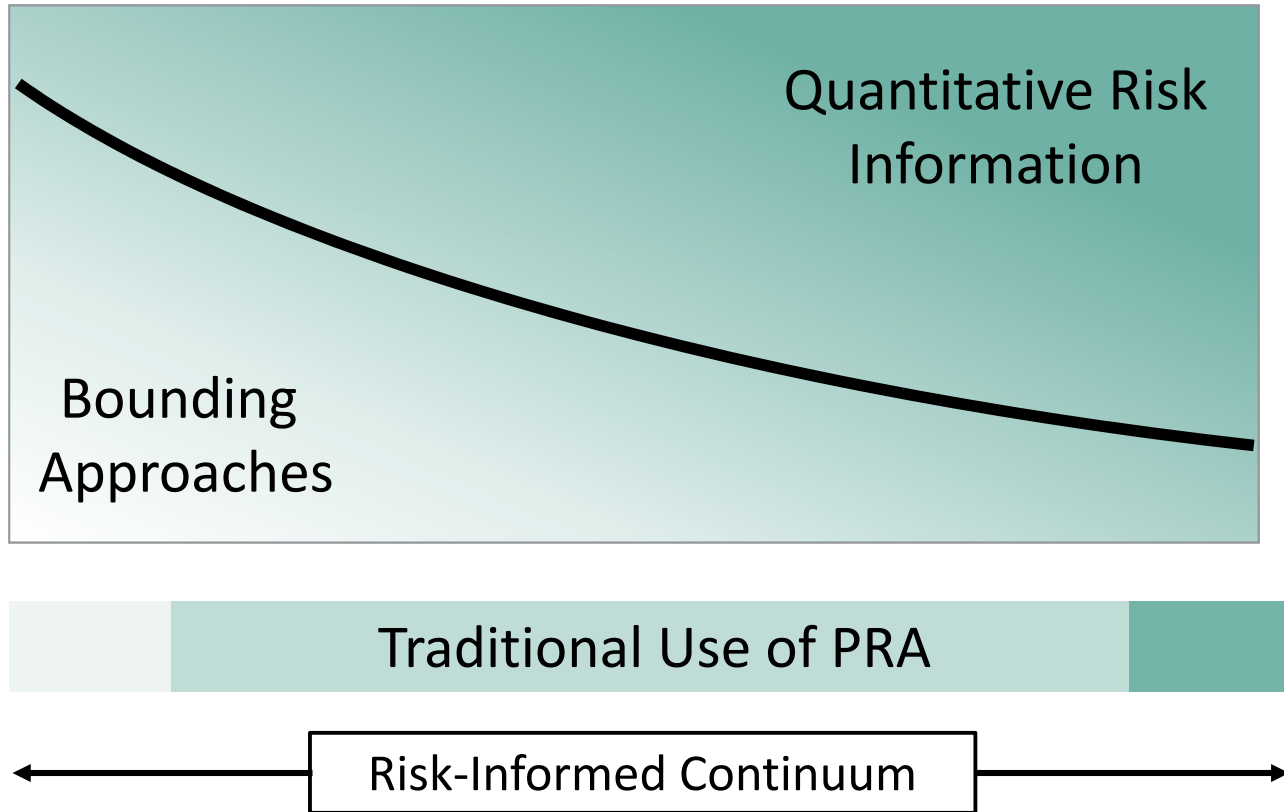 Quantitative Risk
Information
Bounding
Approaches
Traditional Use of PRA
Risk-Informed Continuum